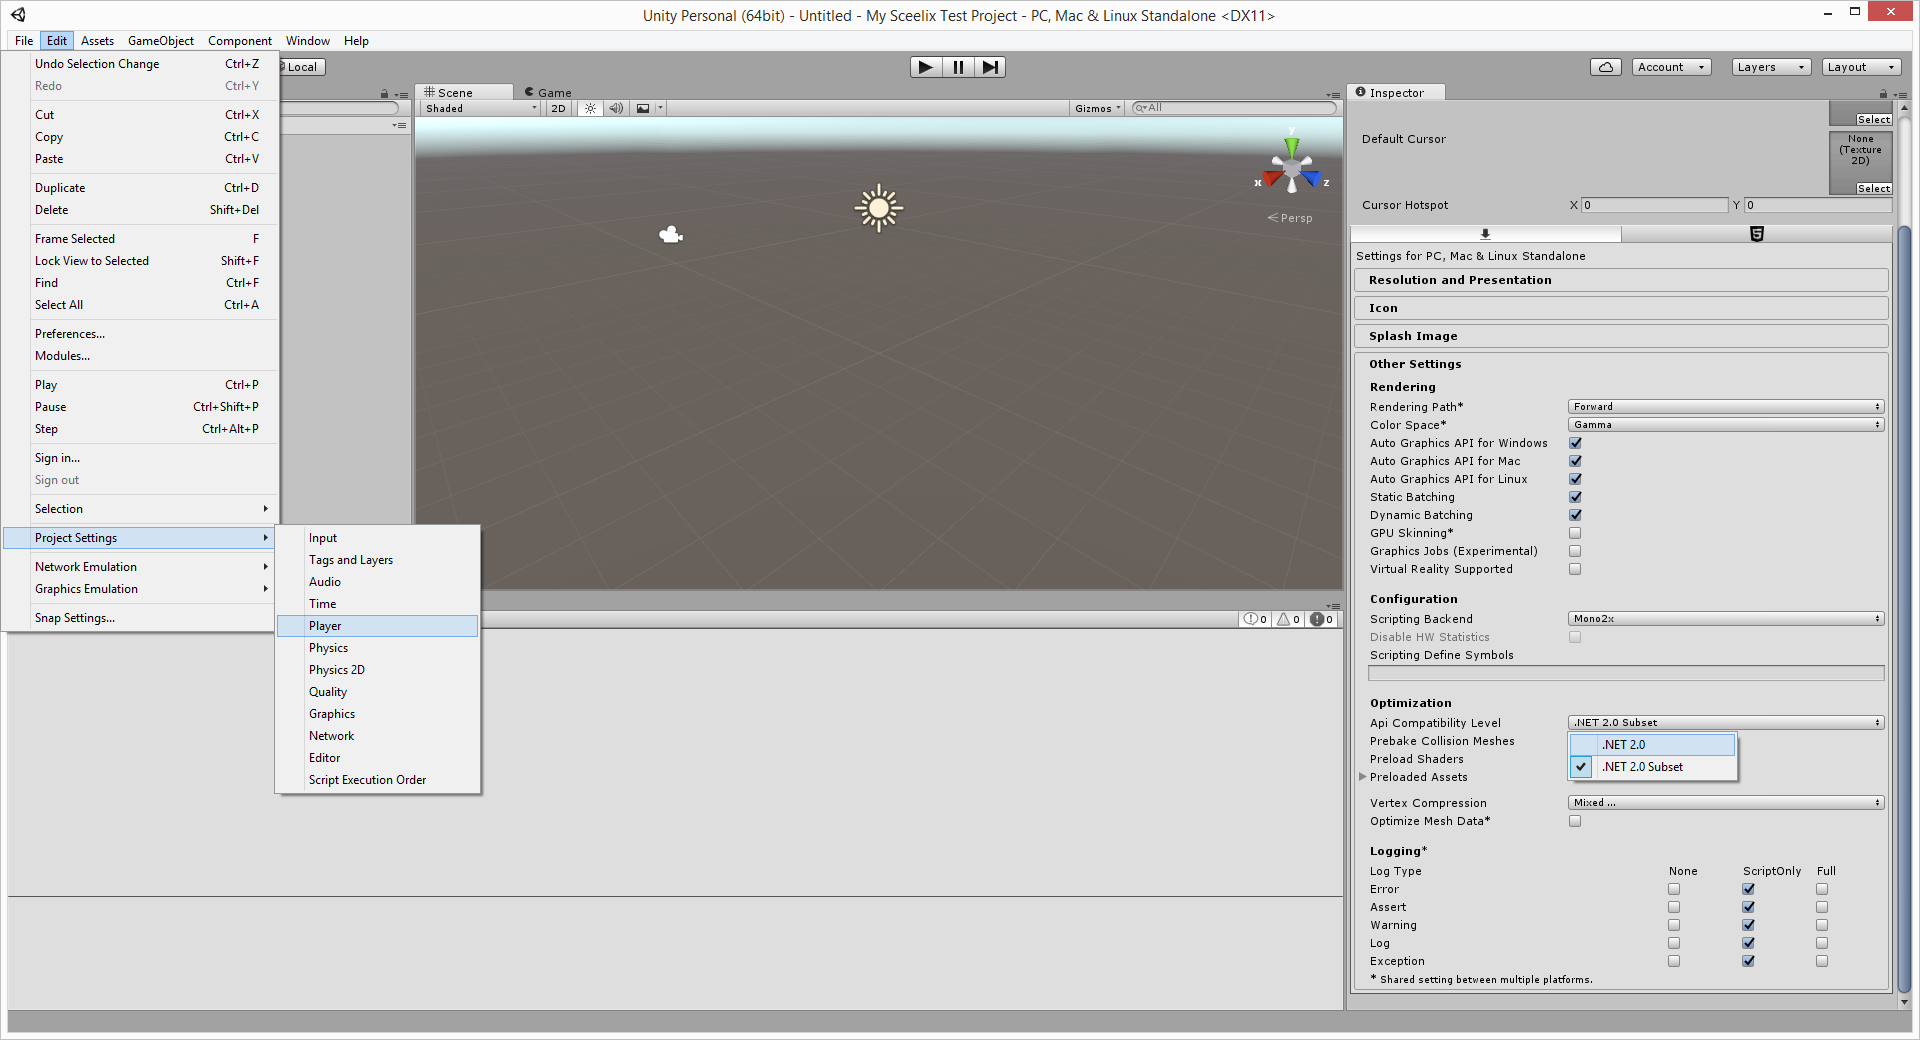 Unity Personal (64bit) - Untitled - My Sceelix Test Project - PC, Mac & Linux Standalone <DX11>
File Edit Assets GameObject Component Window Help
Undo Selection Change Ctrl+Z
Redo Ctrl+Y
Cut Ctrl+X
Copy Ctrl+C
Paste Ctrl+V
Duplicate Ctrl+D
Delete Shift+Del
Frame Selected F
Lock View to Selected Shift+F
Find Ctrl+F
Select All Ctrl+A
Preferences...
Modules...
Play Ctrl+P
Pause Ctrl+Shift+P
Step Ctrl+Alt+P
Sign in...
Sign out
Selection
Project Settings
Network Emulation
Graphics Emulation
Snap Settings...
Input
Tags and Layers
Audio
Time
Player
Physics
Physics 2D
Quality
Graphics
Network
Editor
Script Execution Order
Local
Account Layers Layout
Scene Game
Shaded 2D Gizmos All
y
x z
Persp
0 0 0
Inspector
Select
Default Cursor
None
(Texture
2D)
Select
Cursor Hotspot X 0 Y 0
Settings for PC, Mac & Linux Standalone
Resolution and Presentation
Icon
Splash Image
Other Settings
Rendering
Rendering Path* Forward
Color Space* Gamma
Auto Graphics API for Windows
Auto Graphics API for Mac
Auto Graphics API for Linux
Static Batching
Dynamic Batching
GPU Skinning*
Graphics Jobs (Experimental)
Virtual Reality Supported
Configuration
Scripting Backend Mono2x
Disable HW Statistics
Scripting Define Symbols
Optimization
Api Compatibility Level .NET 2.0 Subset
Prebake Collision Meshes .NET 2.0
Preload Shaders .NET 2.0 Subset
Preloaded Assets
Vertex Compression Mixed ...
Optimize Mesh Data*
Logging*
Log Type None ScriptOnly Full
Error
Assert
Warning
Log
Exception
* Shared setting between multiple platforms.